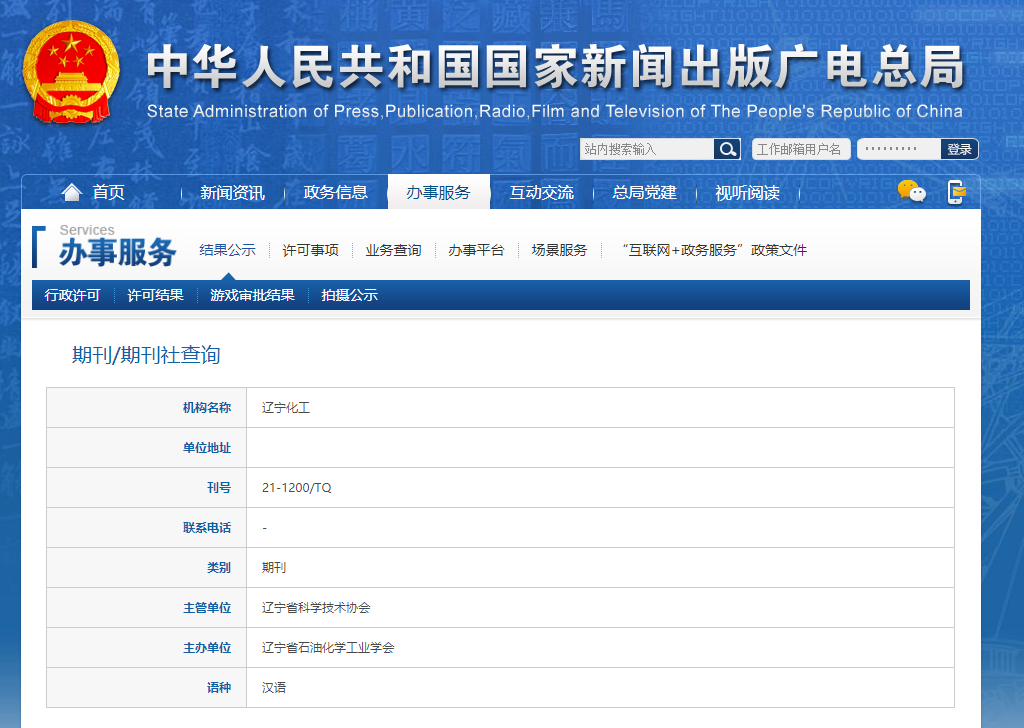 中华人民共和国国家新闻出版广电总局
State Administration of Press,Publication,Radio,Film and Television of The People's Republic of China
站内搜索输入 工作邮箱用户名 ········· 登录
首页 新闻资讯 政务信息 办事服务 互动交流 总局党建 视听阅读
Services
办事服务 结果公示 许可事项 业务查询 办事平台 场景服务 “互联网+政务服务”政策文件
行政许可 许可结果 游戏审批结果 拍摄公示
期刊/期刊社查询
机构名称 辽宁化工
单位地址
刊号 21-1200/TQ
联系电话 -
类别 期刊
主管单位 辽宁省科学技术协会
主办单位 辽宁省石油化学工业学会
语种 汉语